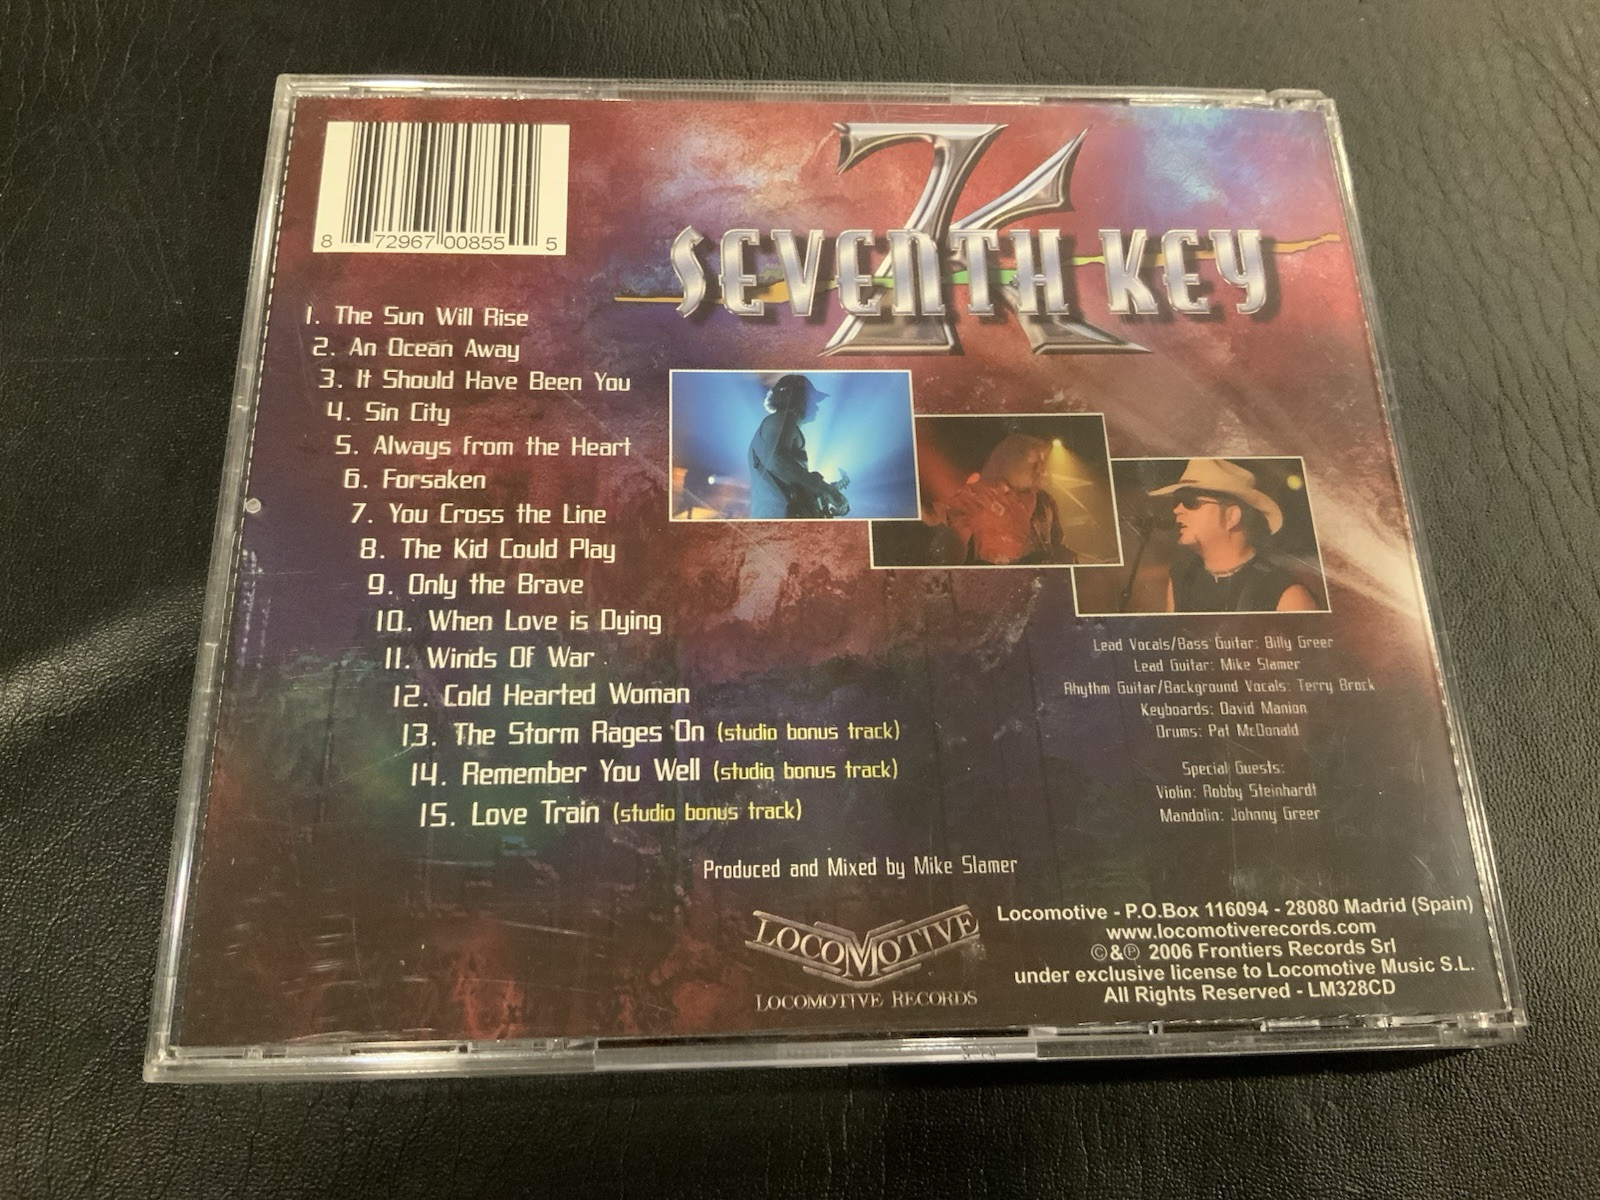 8 72967 00855 5
7K
SEVENTH KEY
1. The Sun Will Rise
2. An Ocean Away
3. It Should Have Been You
4. Sin City
5. Always from the Heart
6. Forsaken
7. You Cross the Line
8. The Kid Could Play
9. Only the Brave
10. When Love is Dying
11. Winds Of War
12. Cold Hearted Woman
13. The Storm Rages On (studio bonus track)
14. Remember You Well (studio bonus track)
15. Love Train (studio bonus track)
Lead Vocals/Bass Guitar: Billy Greer
Lead Guitar: Mike Slamer
Rhythm Guitar/Background Vocals: Terry Brock
Keyboards: David Manion
Drums: Pat McDonald
Special Guests:
Violin: Robby Steinhardt
Mandolin: Johnny Greer
Produced and Mixed by Mike Slamer
LOCOMOTIVE
LOCOMOTIVE RECORDS
Locomotive - P.O.Box 116094 - 28080 Madrid (Spain)
www.locomotiverecords.com
©&℗ 2006 Frontiers Records Srl
under exclusive license to Locomotive Music S.L.
All Rights Reserved - LM328CD